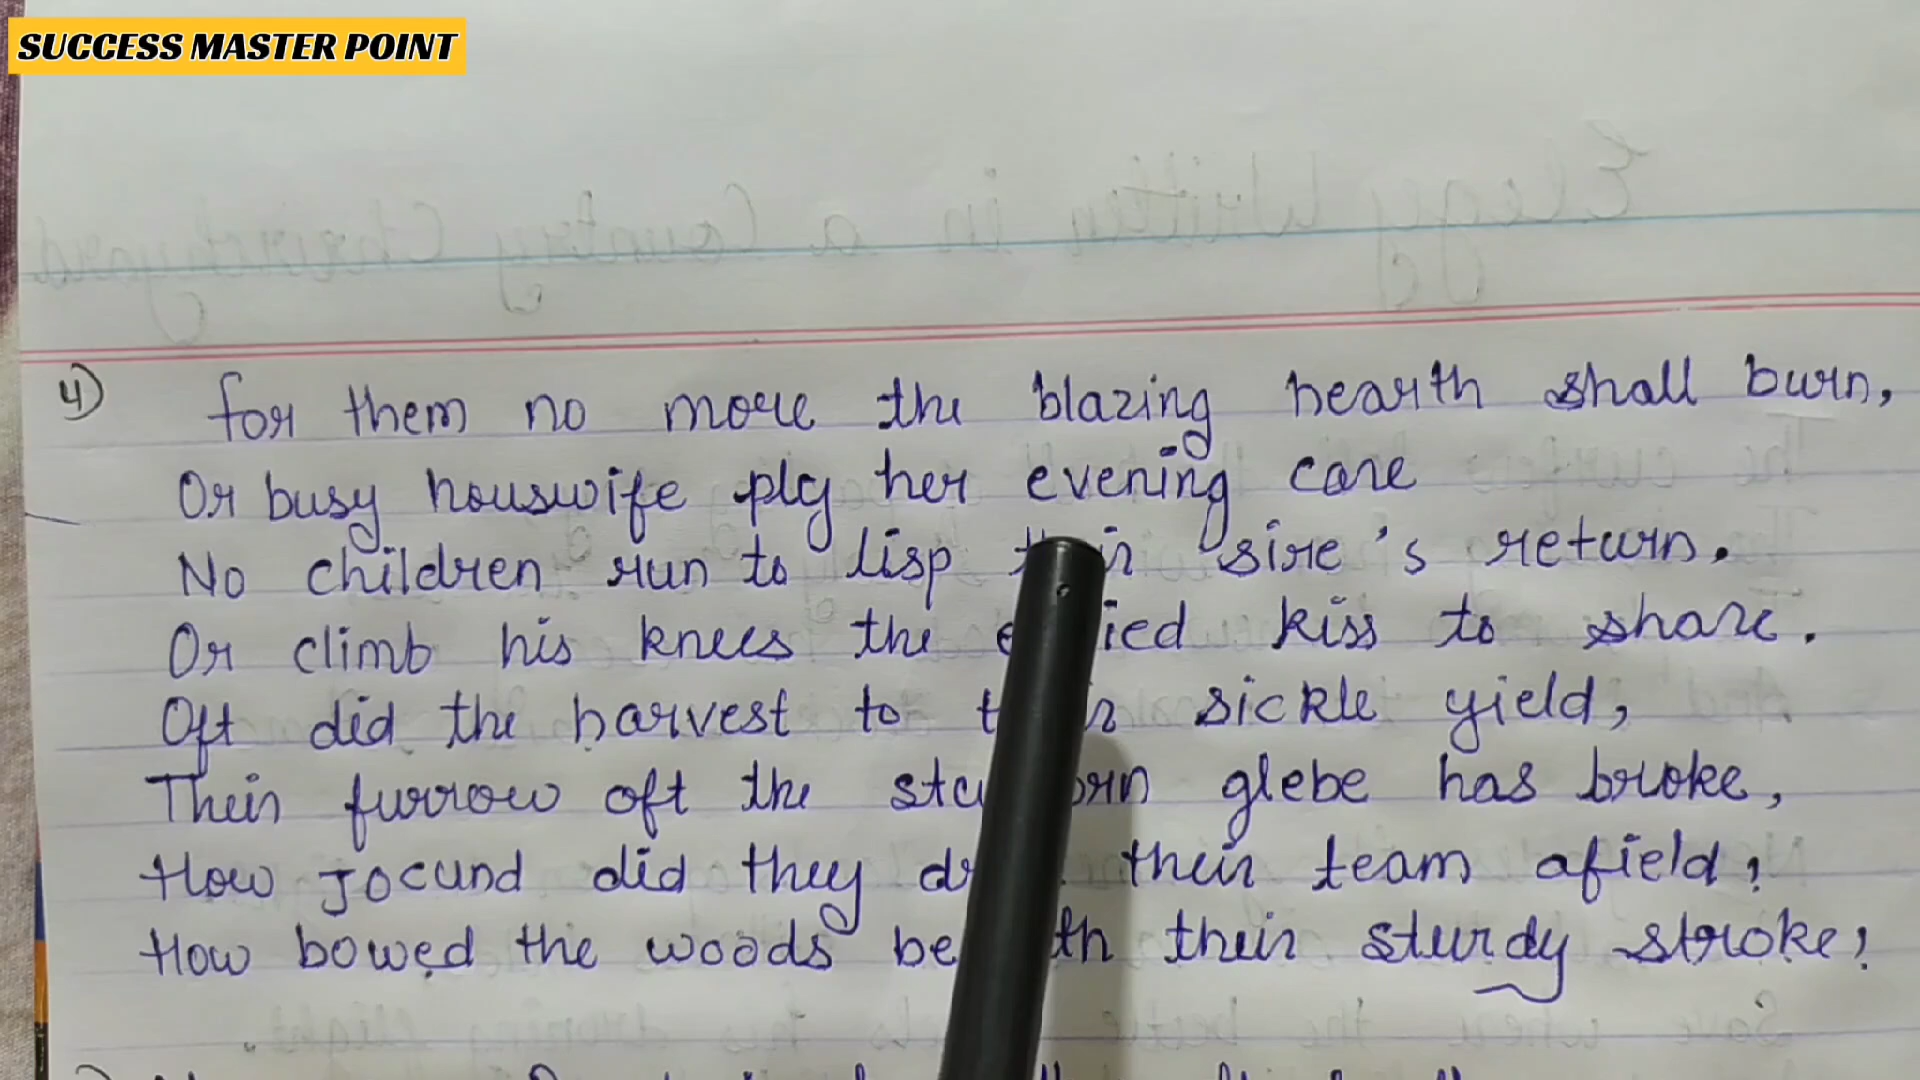 SUCCESS MASTER POINT
Elegy Written in a Country Churchyard
4) for them no more the blazing hearth shall burn,
Or busy houswife ply her evening care
No children run to lisp their sire's return.
Or climb his knees the kiss to share.
Oft did the harvest to sickle yield,
Their furrow oft the glebe has broke,
How Jocund did they their team afield!
How bowed the woods their sturdy stroke!